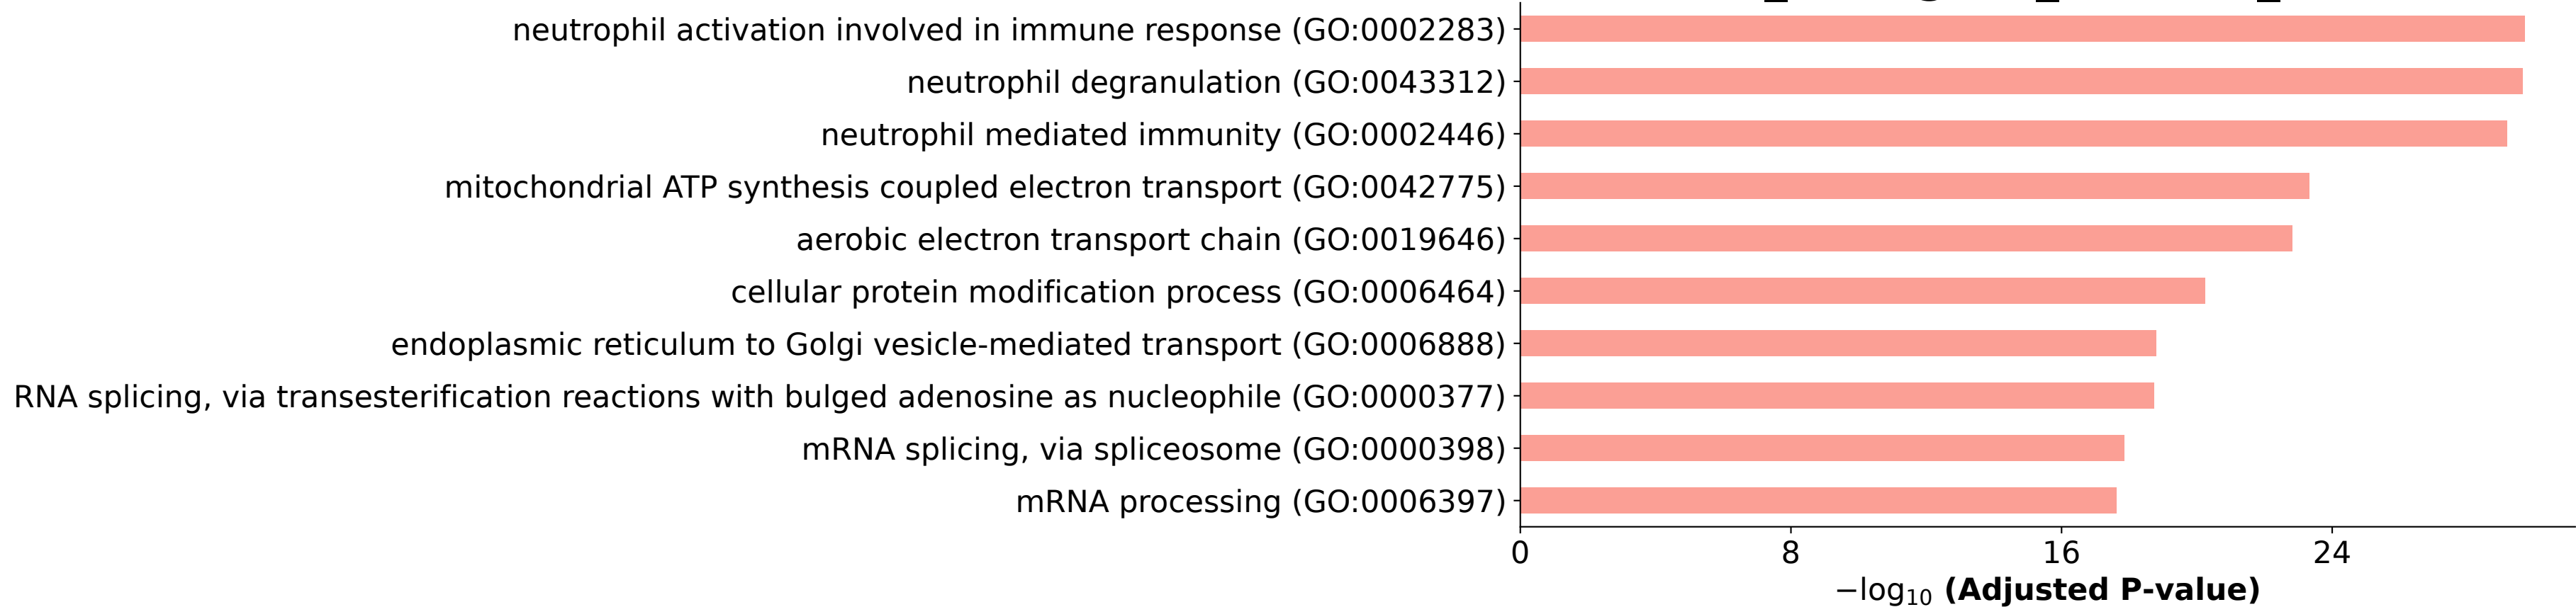 neutrophil activation involved in immune response (GO:0002283)
neutrophil degranulation (GO:0043312)
neutrophil mediated immunity (GO:0002446)
mitochondrial ATP synthesis coupled electron transport (GO:0042775)
aerobic electron transport chain (GO:0019646)
cellular protein modification process (GO:0006464)
endoplasmic reticulum to Golgi vesicle-mediated transport (GO:0006888)
RNA splicing, via transesterification reactions with bulged adenosine as nucleophile (GO:0000377)
mRNA splicing, via spliceosome (GO:0000398)
mRNA processing (GO:0006397)
0 8 16 24
−log₁₀ (Adjusted P-value)